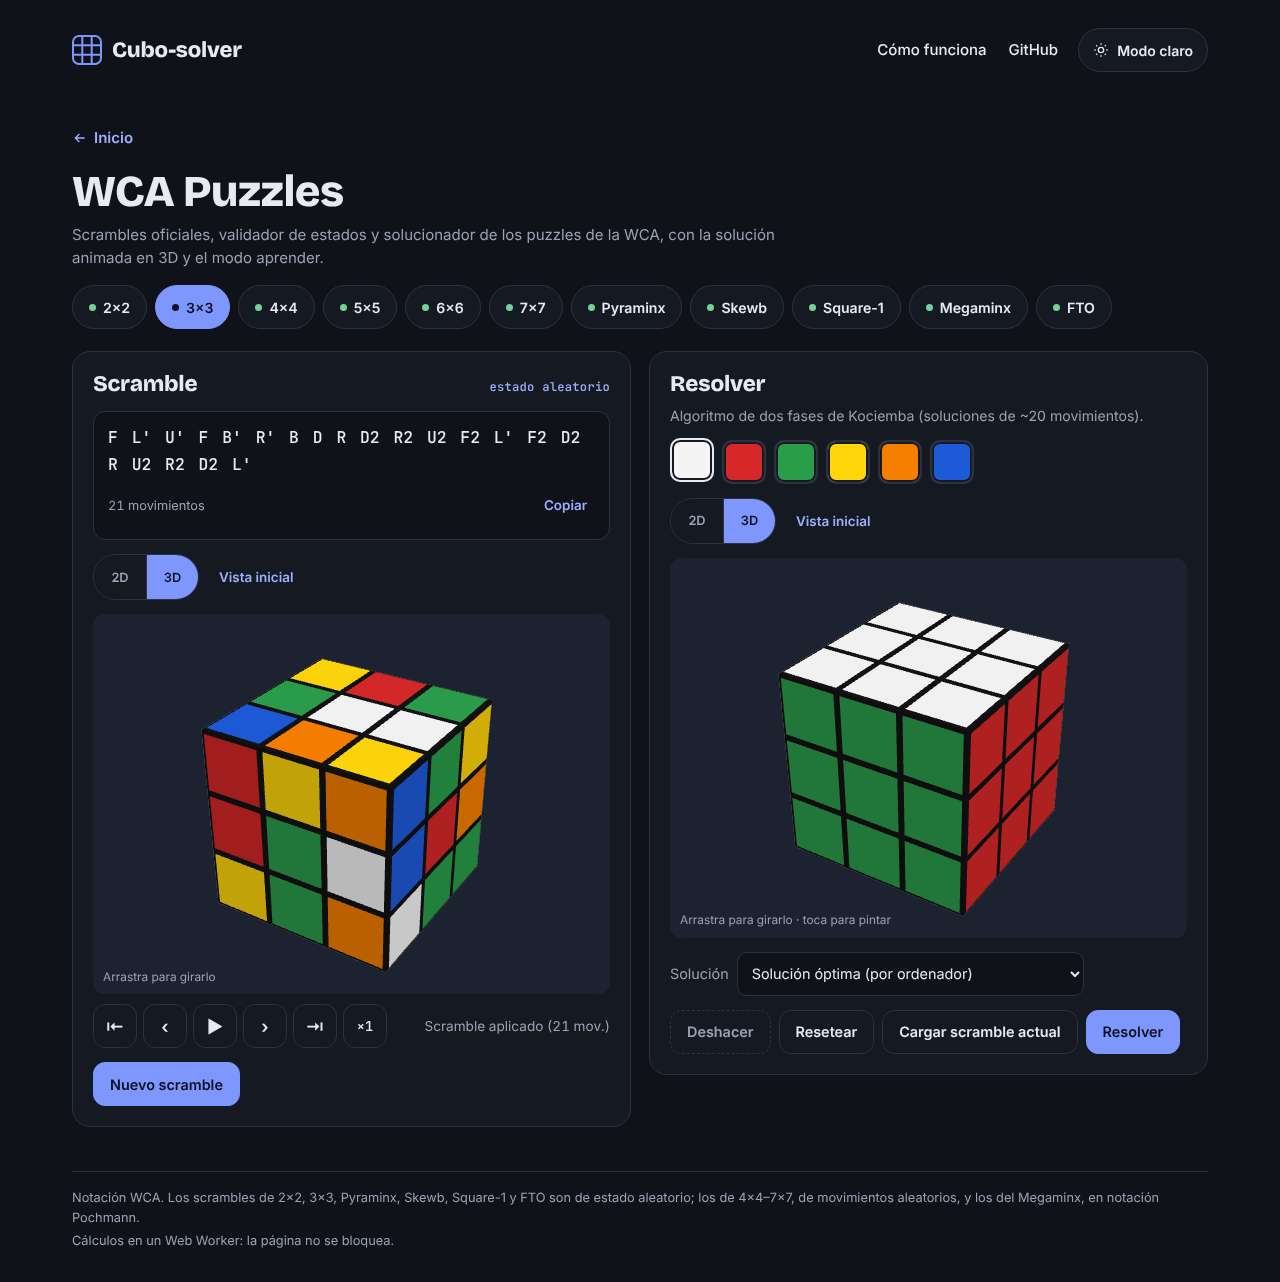 Cubo-solver
Cómo funciona
GitHub
Modo claro
← Inicio
WCA Puzzles
Scrambles oficiales, validador de estados y solucionador de los puzzles de la WCA, con la solución
animada en 3D y el modo aprender.
2×2
3×3
4×4
5×5
6×6
7×7
Pyraminx
Skewb
Square-1
Megaminx
FTO
Scramble
estado aleatorio
F L' U' F B' R' B D R D2 R2 U2 F2 L' F2 D2
R U2 R2 D2 L'
21 movimientos
Copiar
2D
3D
Vista inicial
Arrastra para girarlo
×1
Scramble aplicado (21 mov.)
Nuevo scramble
Resolver
Algoritmo de dos fases de Kociemba (soluciones de ~20 movimientos).
2D
3D
Vista inicial
Arrastra para girarlo · toca para pintar
Solución
Solución óptima (por ordenador)
Deshacer
Resetear
Cargar scramble actual
Resolver
Notación WCA. Los scrambles de 2×2, 3×3, Pyraminx, Skewb, Square-1 y FTO son de estado aleatorio; los de 4×4–7×7, de movimientos aleatorios, y los del Megaminx, en notación
Pochmann.
Cálculos en un Web Worker: la página no se bloquea.